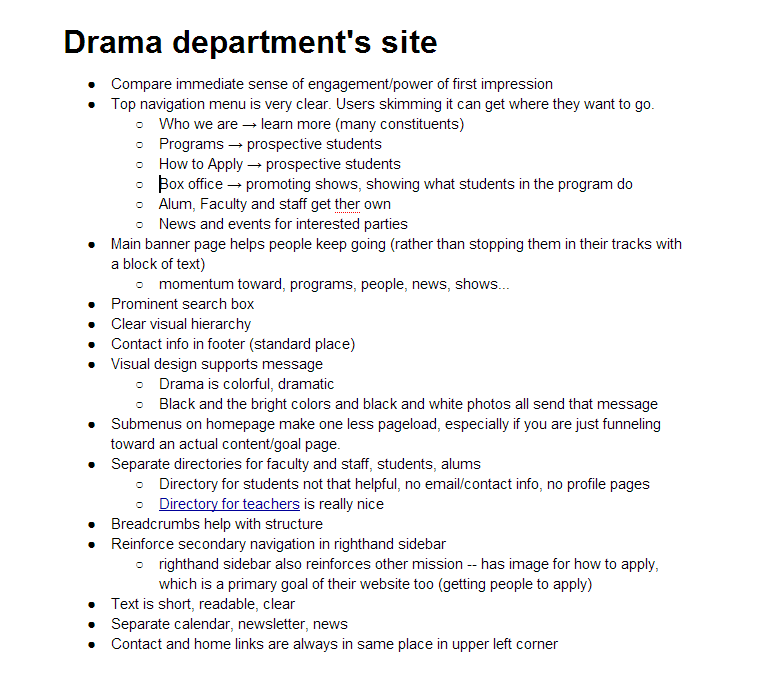 Drama department's site
● Compare immediate sense of engagement/power of first impression
● Top navigation menu is very clear. Users skimming it can get where they want to go.
○ Who we are → learn more (many constituents)
○ Programs → prospective students
○ How to Apply → prospective students
○ Box office → promoting shows, showing what students in the program do
○ Alum, Faculty and staff get ther own
○ News and events for interested parties
● Main banner page helps people keep going (rather than stopping them in their tracks with
a block of text)
○ momentum toward, programs, people, news, shows...
● Prominent search box
● Clear visual hierarchy
● Contact info in footer (standard place)
● Visual design supports message
○ Drama is colorful, dramatic
○ Black and the bright colors and black and white photos all send that message
● Submenus on homepage make one less pageload, especially if you are just funneling
toward an actual content/goal page.
● Separate directories for faculty and staff, students, alums
○ Directory for students not that helpful, no email/contact info, no profile pages
○ Directory for teachers is really nice
● Breadcrumbs help with structure
● Reinforce secondary navigation in righthand sidebar
○ righthand sidebar also reinforces other mission -- has image for how to apply,
which is a primary goal of their website too (getting people to apply)
● Text is short, readable, clear
● Separate calendar, newsletter, news
● Contact and home links are always in same place in upper left corner